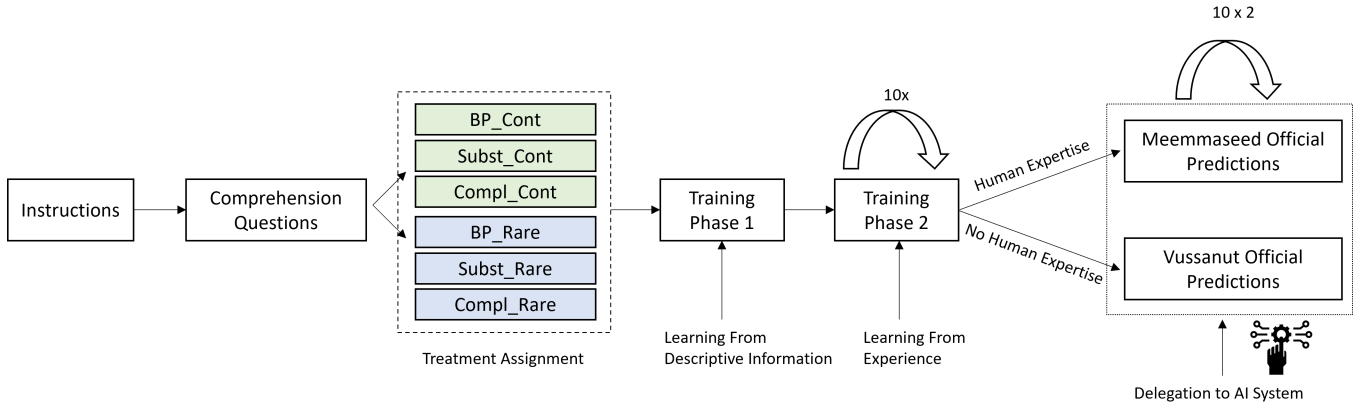 Instructions
Comprehension
Questions
BP_Cont
Subst_Cont
Compl_Cont
BP_Rare
Subst_Rare
Compl_Rare
Treatment Assignment
Training
Phase 1
Learning From
Descriptive Information
10x
Training
Phase 2
Learning From
Experience
Human Expertise
No Human Expertise
10 x 2
Meemmaseed Official
Predictions
Vussanut Official
Predictions
Delegation to AI System